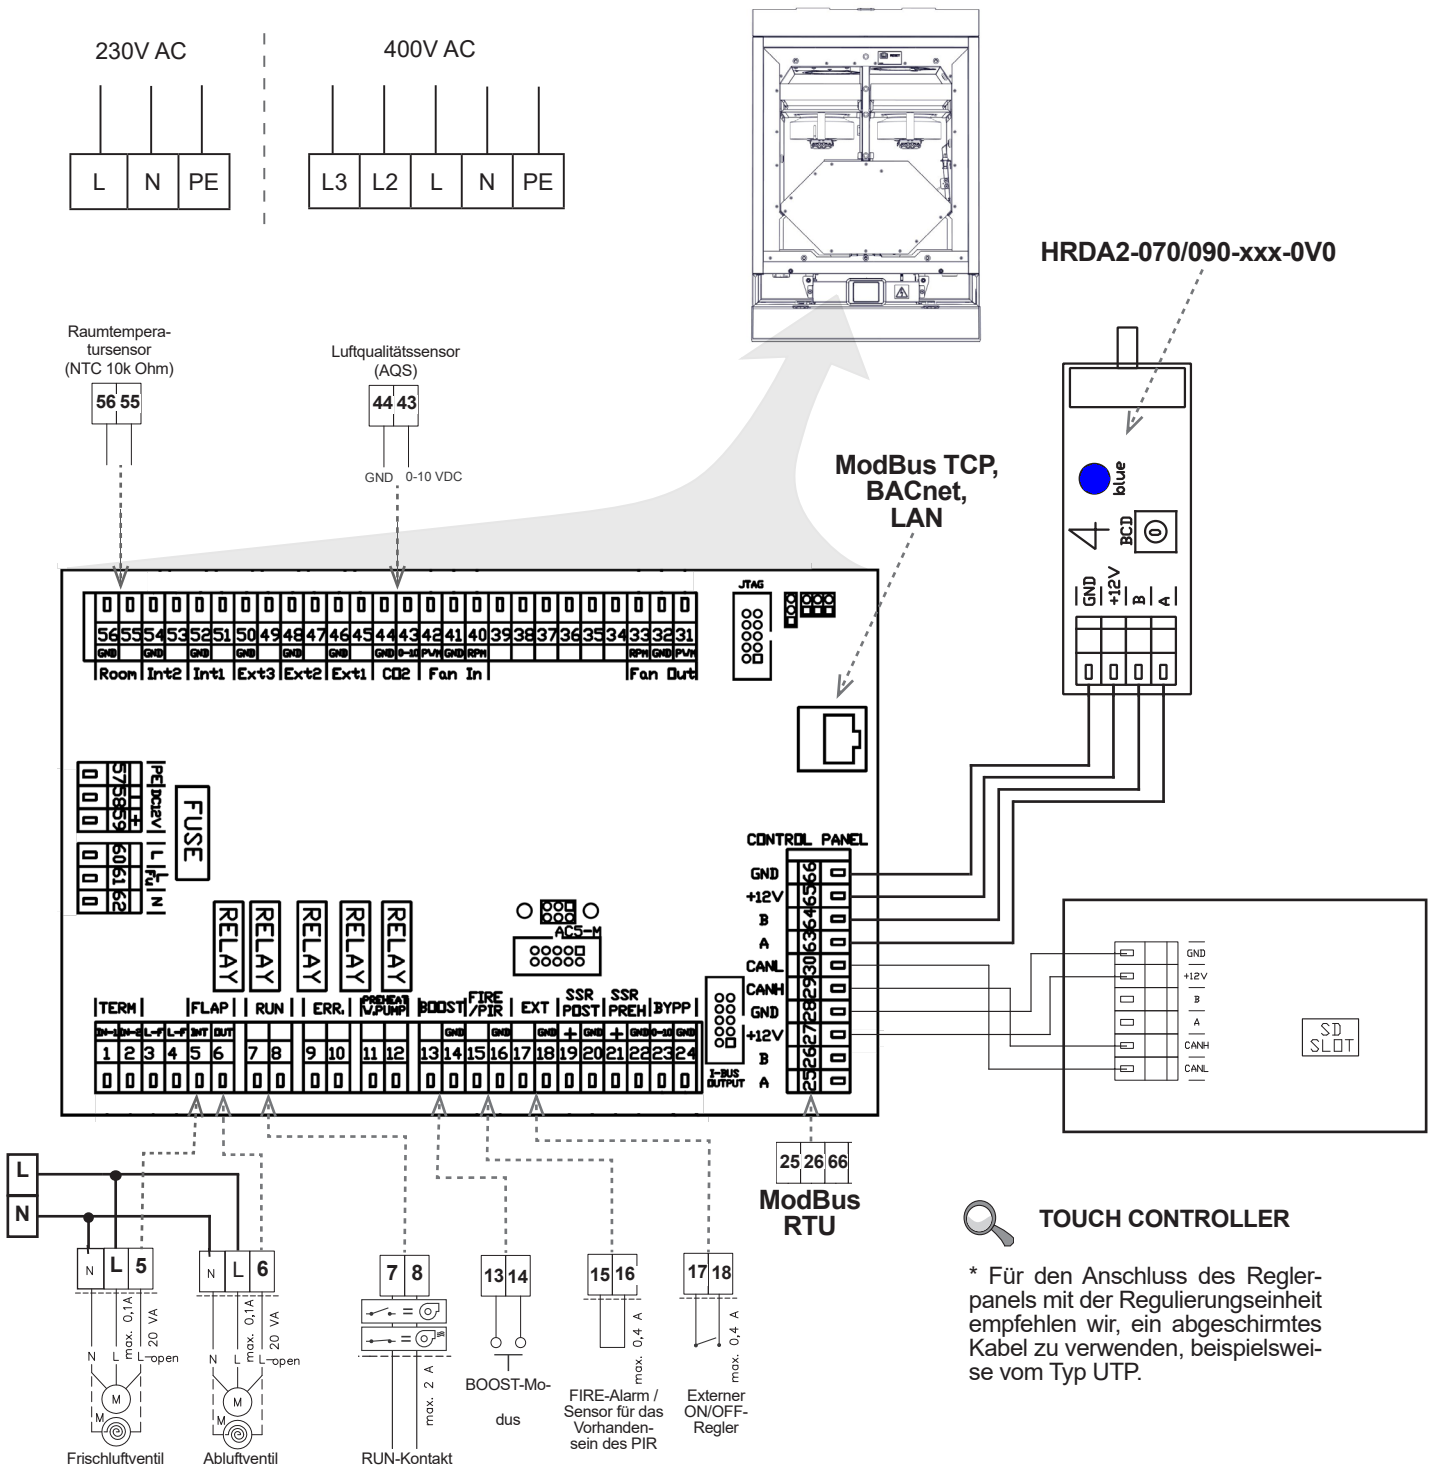 230V AC
400V AC
L N PE
L3 L2 L N PE
RESET
HRDA2-070/090-xxx-0V0
Raumtempera-
tursensor
(NTC 10k Ohm)
56 55
Luftqualitätssensor
(AQS)
44 43
GND 0-10 VDC
ModBus TCP,
BACnet,
LAN
blue
4
BCD
0
GND
+12V
B
A
JTAG
56 55 54 53 52 51 50 49 48 47 46 45 44 43 42 41 40 39 38 37 36 35 34 33 32 31
GND GND GND GND GND GND GND 0-10 PWM GND RPM RPM GND PWM
Room Int2 Int1 Ext3 Ext2 Ext1 CO2 Fan In Fan Out
57 58 59
PE DC12V
- +
60 61 62
L L N
FU
FUSE
RELAY
RELAY
RELAY
RELAY
RELAY
AC5-M
CONTROL PANEL
GND 66
+12V 65
B 64
A 63
CANL 30
CANH 29
GND 28
+12V 27
B 26
A 25
I-BUS
OUTPUT
GND
+12V
B
A
CANH
CANL
SD
SLOT
TERM FLAP RUN ERR. PREHEAT
W.PUMP BOOST FIRE
/PIR EXT SSR
POST SSR
PREH BYPP
IN-1 IN-2 L-F L-F INT OUT GND GND GND + GND + GND 0-10 GND
1 2 3 4 5 6 7 8 9 10 11 12 13 14 15 16 17 18 19 20 21 22 23 24
25 26 66
ModBus
RTU
L
N
N L 5
max. 0,1A
20 VA
N L L-open
M
M
Frischluftventil
N L 6
max. 0,1A
20 VA
N L L-open
M
M
Abluftventil
7 8
=
=
max. 2 A
RUN-Kontakt
13 14
BOOST-Mo-
dus
15 16
max. 0,4 A
FIRE-Alarm /
Sensor für das
Vorhanden-
sein des PIR
17 18
max. 0,4 A
Externer
ON/OFF-
Regler
TOUCH CONTROLLER
* Für den Anschluss des Regler-
panels mit der Regulierungseinheit
empfehlen wir, ein abgeschirmtes
Kabel zu verwenden, beispielswei-
se vom Typ UTP.